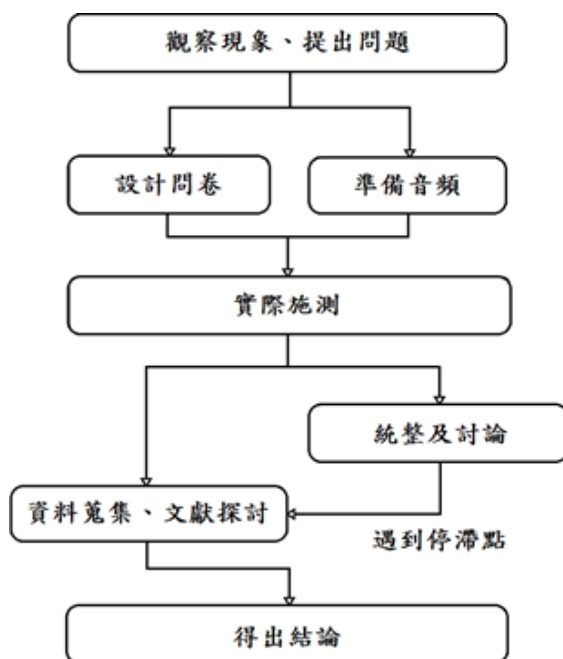 觀察現象、提出問題
設計問卷
準備音頻
實際施測
統整及討論
資料蒐集、文獻探討
遇到停滯點
得出結論